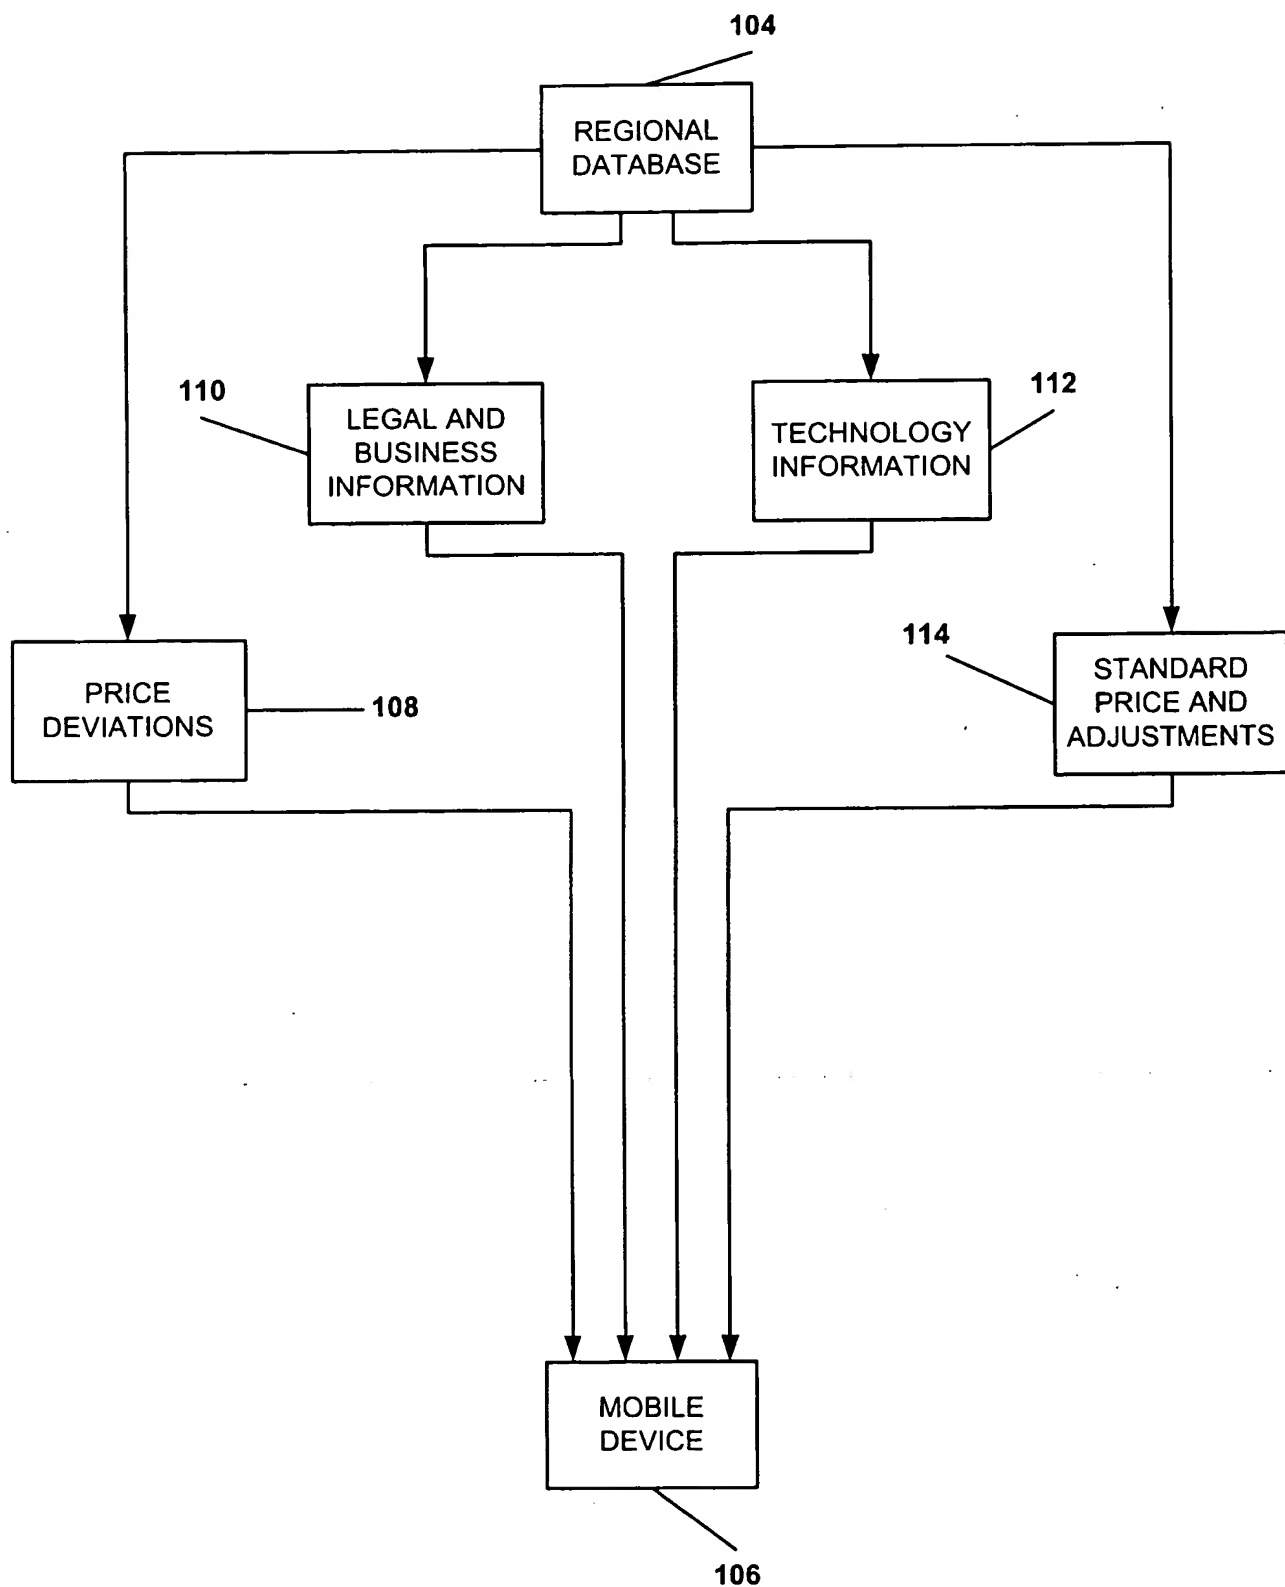 104
REGIONAL
DATABASE
110
LEGAL AND
BUSINESS
INFORMATION
TECHNOLOGY
INFORMATION
112
PRICE
DEVIATIONS
108
114
STANDARD
PRICE AND
ADJUSTMENTS
MOBILE
DEVICE
106